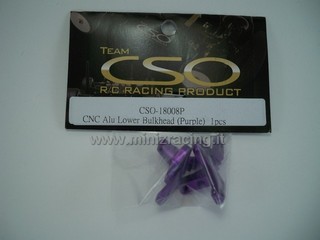 TEAM
CSO
R/C RACING PRODUCT
CSO-18008P
CNC Alu Lower Bulkhead (Purple) 1pcs
www.minizracing.it